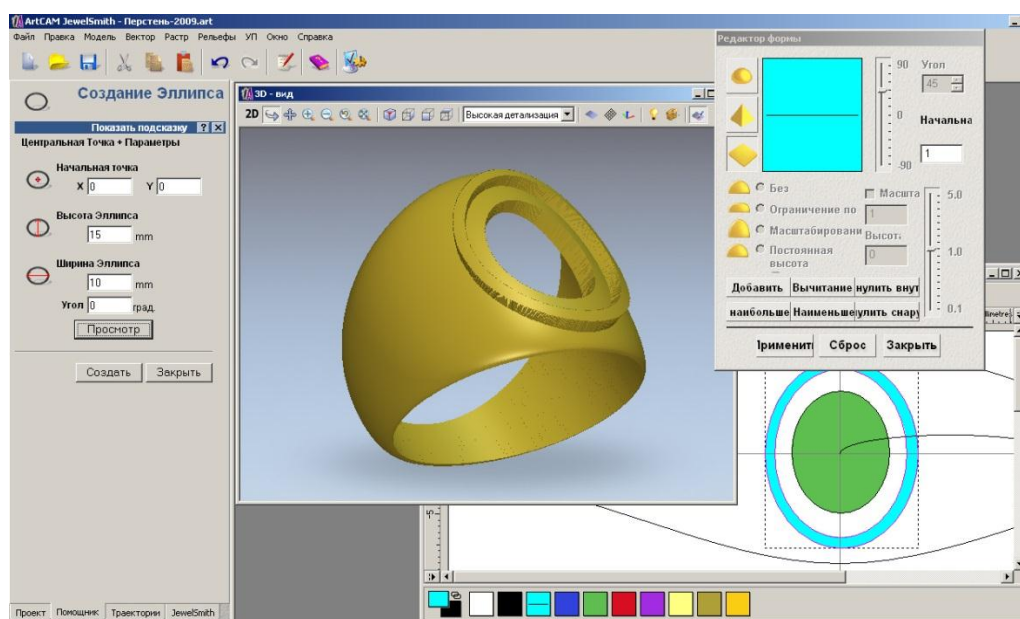 ArtCAM JewelSmith - Перстень-2009.art
Файл Правка Модель Вектор Растр Рельефы УП Окно Справка
Создание Эллипса
Показать подсказку ? X
Центральная Точка + Параметры
Начальная точка
X 0 Y 0
Высота Эллипса
15 mm
Ширина Эллипса
10 mm
Угол 0 град.
Просмотр
Создать Закрыть
Проект Помощник Траектории JewelSmith
3D - вид
2D Высокая детализация
Редактор формы
90 Угол
45
0 Начальна
1
-90
Без Масшта 5.0
Ограничение по 1
Масштабировани Высота
Постоянная 0 1.0
высота
Добавить Вычитание нулить внут
наибольше Наименьше улить снару 0.1
Применит Сброс Закрыть